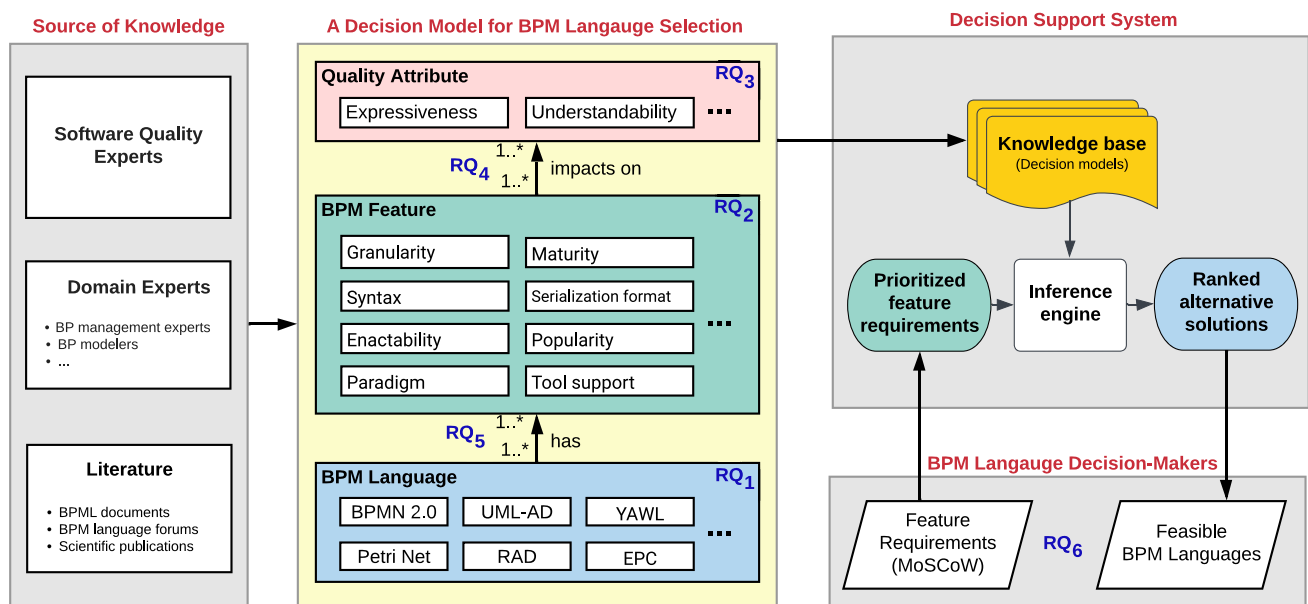 Source of Knowledge
Software Quality
Experts
Domain Experts
• BP management experts
• BP modelers
• ...
Literature
• BPML documents
• BPM language forums
• Scientific publications
A Decision Model for BPM Langauge Selection
Quality Attribute
RQ3
Expressiveness
Understandability
...
1..*
RQ4
impacts on
1..*
BPM Feature
RQ2
Granularity
Maturity
Syntax
Serialization format
...
Enactability
Popularity
Paradigm
Tool support
1..*
RQ5
has
1..*
BPM Language
RQ1
BPMN 2.0
UML-AD
YAWL
...
Petri Net
RAD
EPC
Decision Support System
Knowledge base
(Decision models)
Prioritized
feature
requirements
Inference
engine
Ranked
alternative
solutions
BPM Langauge Decision-Makers
Feature
Requirements
(MoSCoW)
RQ6
Feasible
BPM Languages